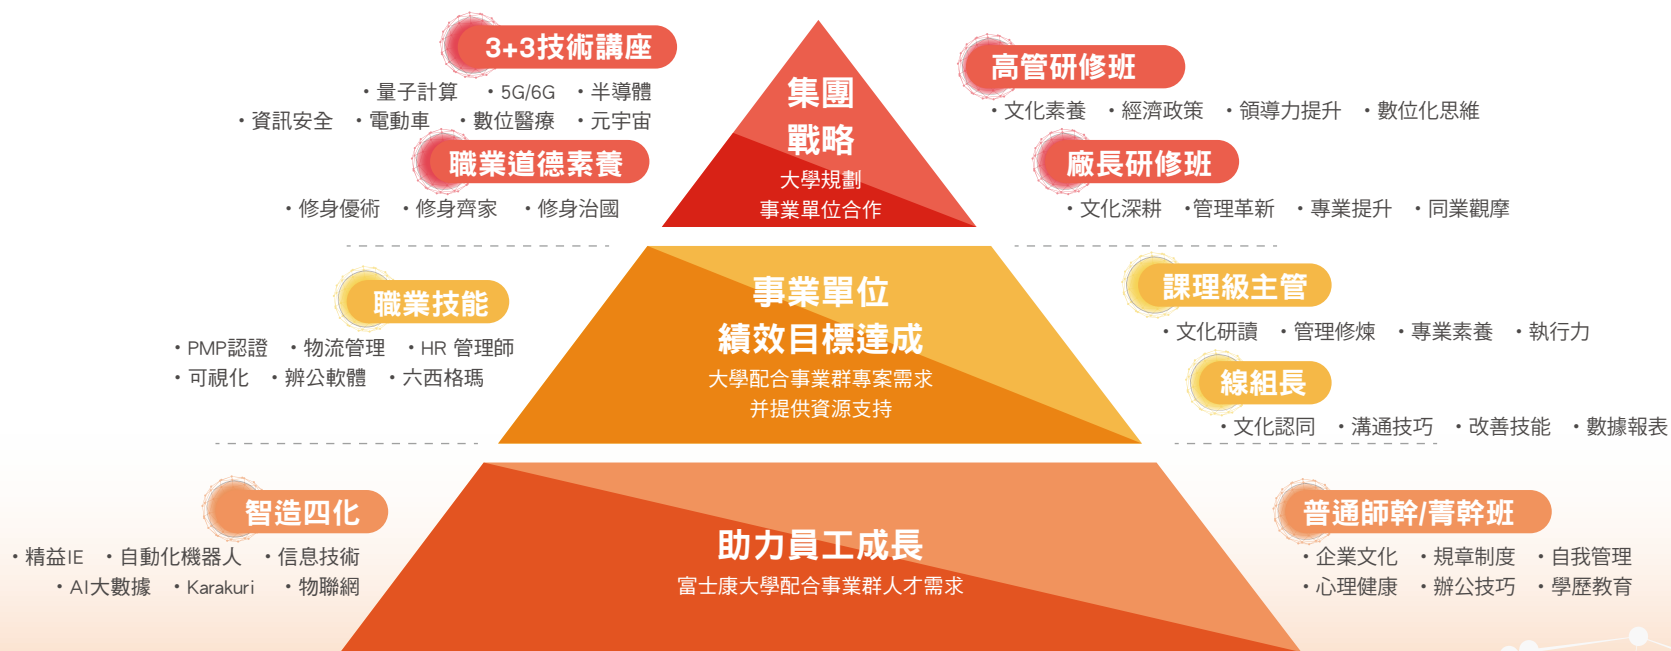 3+3技術講座
・量子計算 ・5G/6G ・半導體
・資訊安全 ・電動車 ・數位醫療 ・元宇宙
職業道德素養
・修身優術 ・修身齊家 ・修身治國
集團
戰略
大學規劃
事業單位合作
高管研修班
・文化素養 ・經濟政策 ・領導力提升 ・數位化思維
廠長研修班
・文化深耕 ・管理革新 ・專業提升 ・同業觀摩
職業技能
・PMP認證 ・物流管理 ・HR 管理師
・可視化 ・辦公軟體 ・六西格瑪
事業單位
績效目標達成
大學配合事業群專案需求
并提供資源支持
課理級主管
・文化研讀 ・管理修煉 ・專業素養 ・執行力
線組長
・文化認同 ・溝通技巧 ・改善技能 ・數據報表
智造四化
・精益IE ・自動化機器人 ・信息技術
・AI大數據 ・Karakuri ・物聯網
助力員工成長
富士康大學配合事業群人才需求
普通師幹/菁幹班
・企業文化 ・規章制度 ・自我管理
・心理健康 ・辦公技巧 ・學歷教育